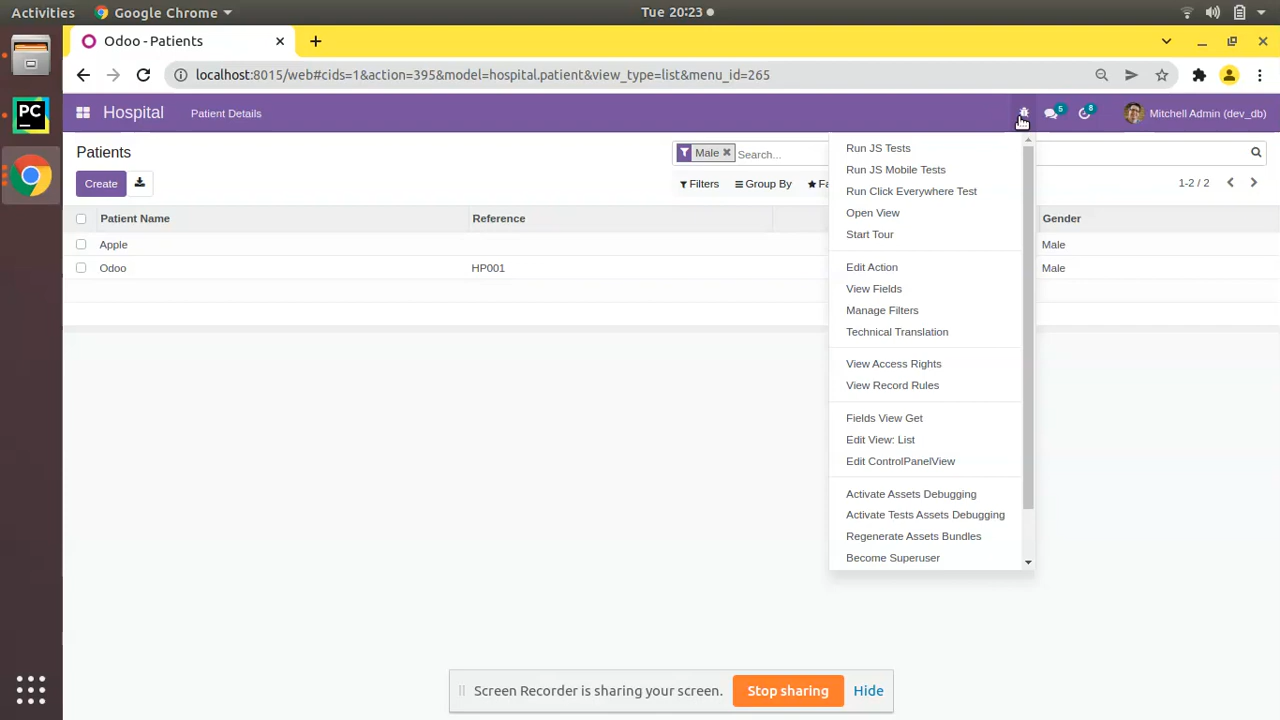 Activities
Google Chrome
Tue 20:23
Odoo - Patients
localhost:8015/web#cids=1&action=395&model=hospital.patient&view_type=list&menu_id=265
PC
Hospital
Patient Details
5
8
Mitchell Admin (dev_db)
Patients
Male
Search...
Create
Filters
Group By
Fa
1-2 / 2
Patient Name
Reference
Gender
Apple
Male
Odoo
HP001
Male
Run JS Tests
Run JS Mobile Tests
Run Click Everywhere Test
Open View
Start Tour
Edit Action
View Fields
Manage Filters
Technical Translation
View Access Rights
View Record Rules
Fields View Get
Edit View: List
Edit ControlPanelView
Activate Assets Debugging
Activate Tests Assets Debugging
Regenerate Assets Bundles
Become Superuser
Screen Recorder is sharing your screen.
Stop sharing
Hide